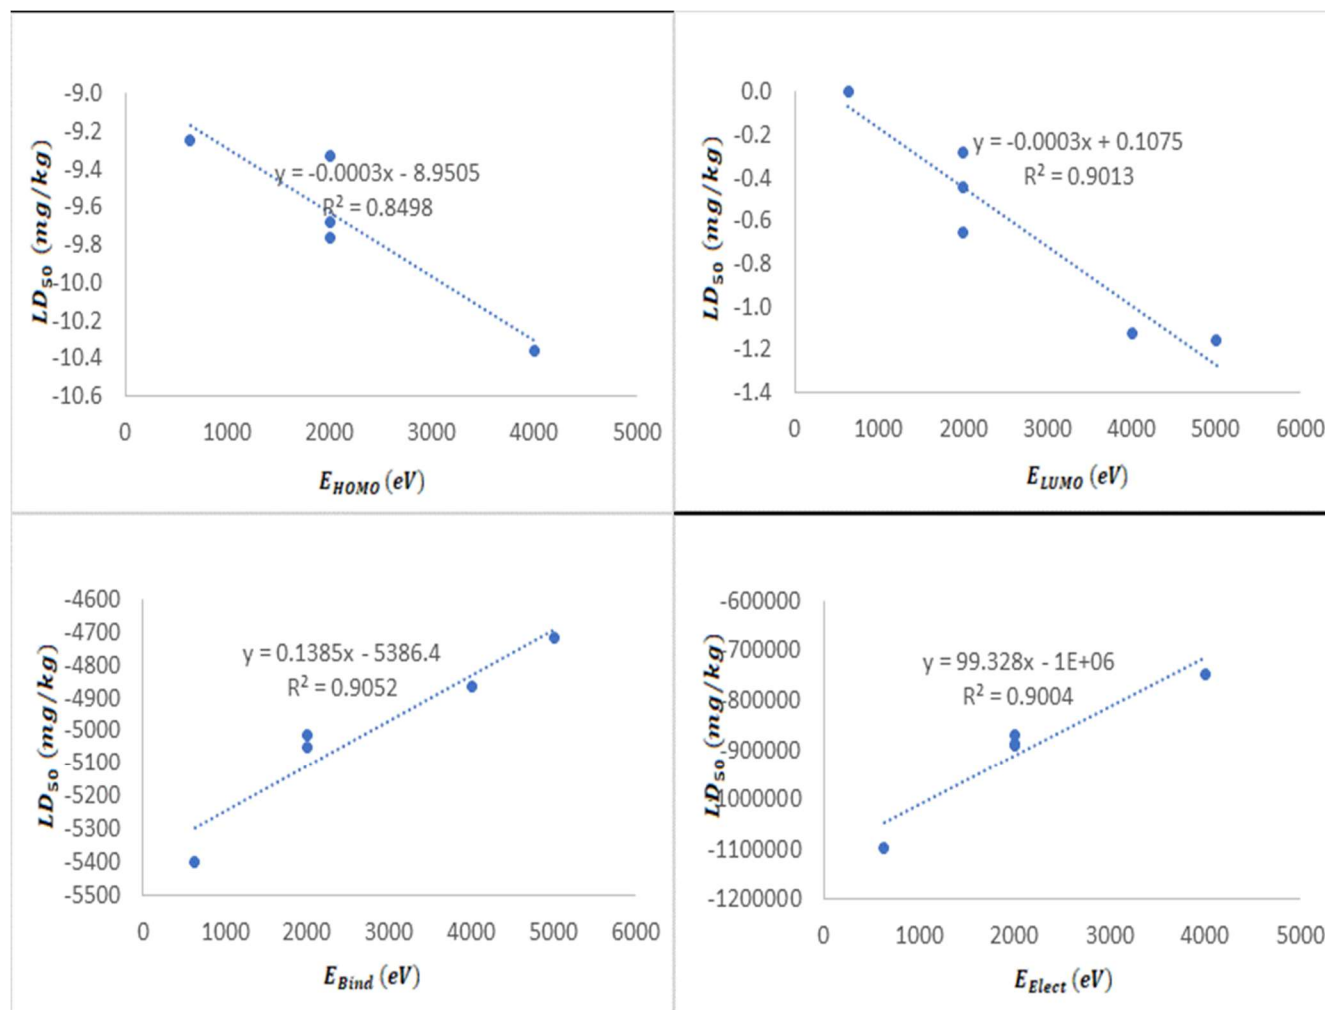 -9.0
-9.2
-9.4
-9.6
-9.8
-10.0
-10.2
-10.4
-10.6
LD50 (mg/kg)
y = -0.0003x - 8.9505
R² = 0.8498
0 1000 2000 3000 4000 5000
EHOMO (eV)
0.0
-0.2
-0.4
-0.6
-0.8
-1.0
-1.2
-1.4
LD50 (mg/kg)
y = -0.0003x + 0.1075
R² = 0.9013
0 1000 2000 3000 4000 5000 6000
ELUMO (eV)
-4600
-4700
-4800
-4900
-5000
-5100
-5200
-5300
-5400
-5500
LD50 (mg/kg)
y = 0.1385x - 5386.4
R² = 0.9052
0 1000 2000 3000 4000 5000 6000
EBind (eV)
-600000
-700000
-800000
-900000
-1000000
-1100000
-1200000
LD50 (mg/kg)
y = 99.328x - 1E+06
R² = 0.9004
0 1000 2000 3000 4000 5000
EElect (eV)